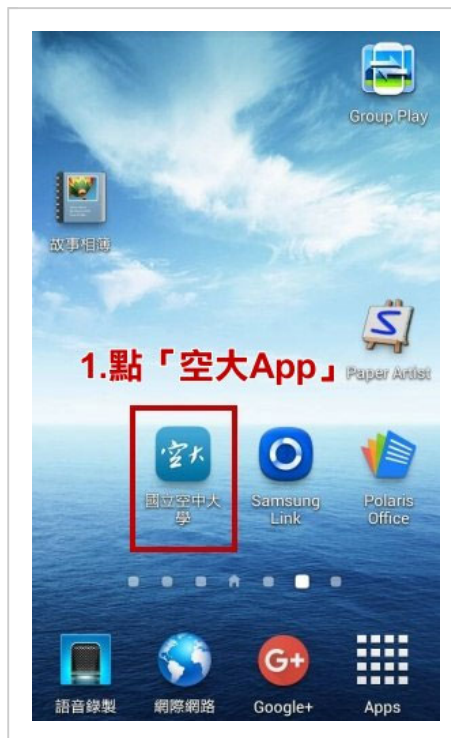 Group Play
故事相簿
1.點「空大App」
S
Paper Artist
空大
國立空中大
學
Samsung
Link
Polaris
Office
G+
語音錄製
網際網路
Google+
Apps